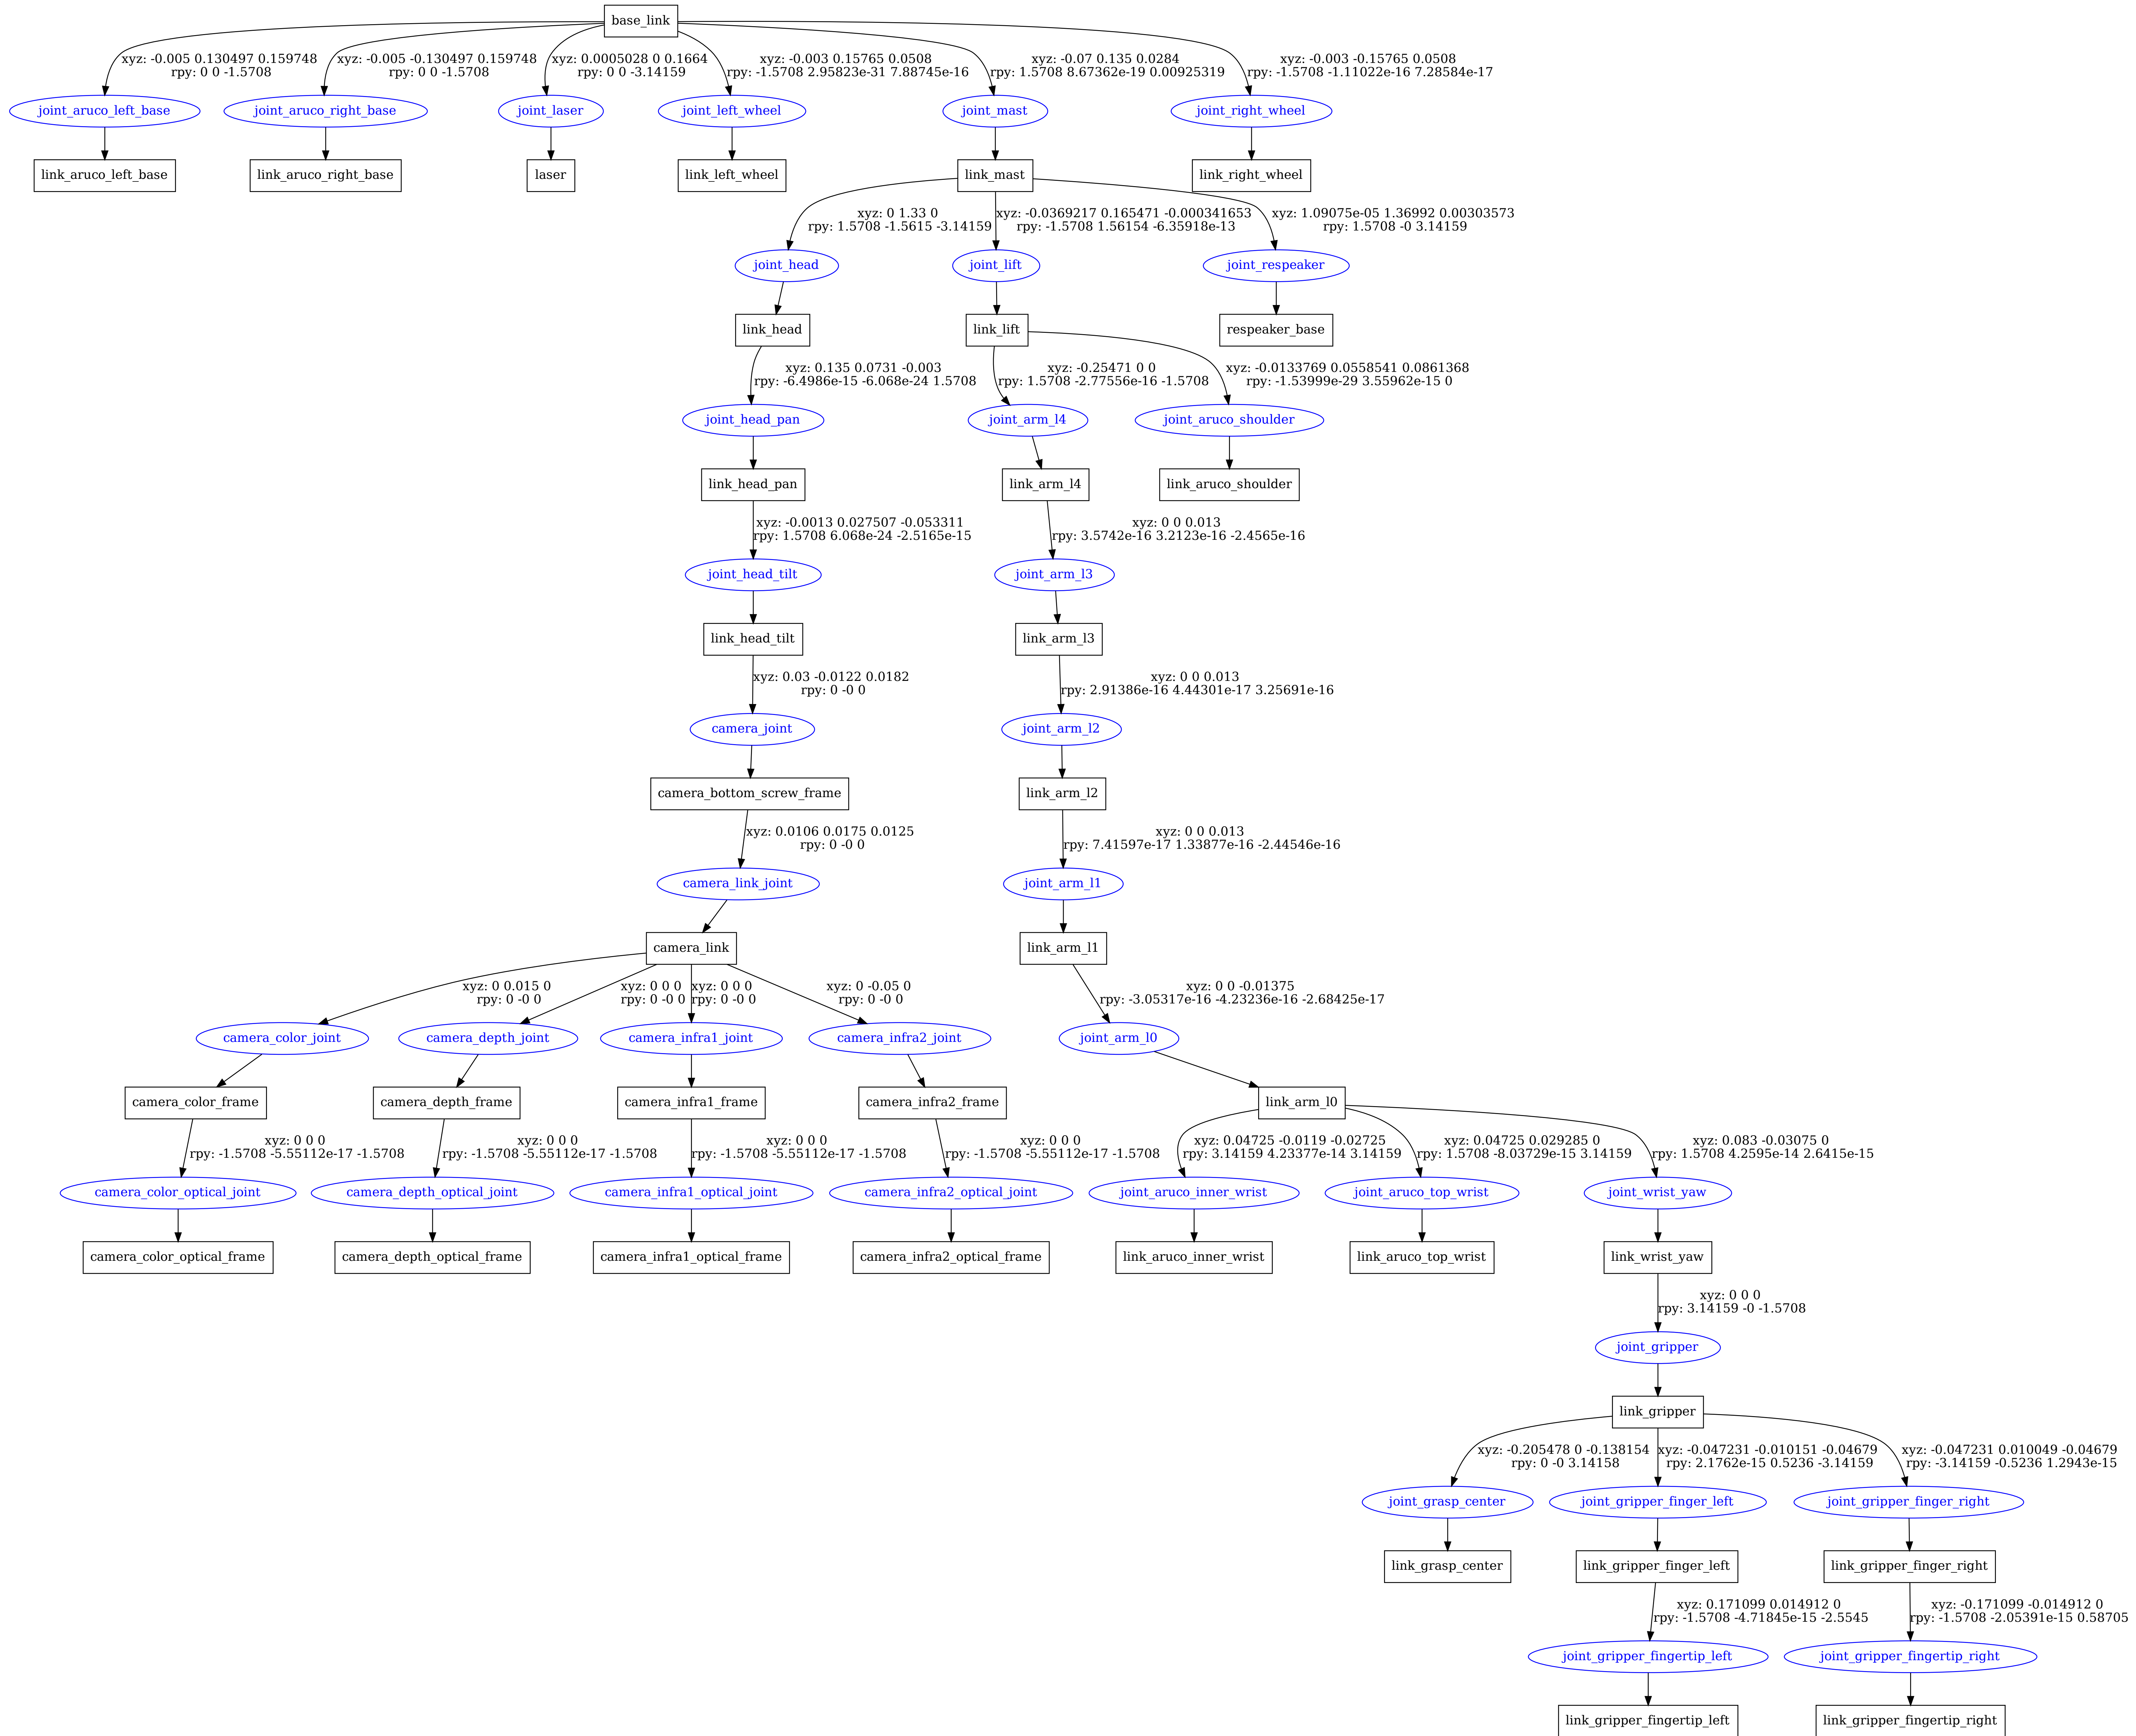 base_link
xyz: -0.005 0.130497 0.159748
rpy: 0 0 -1.5708
xyz: -0.005 -0.130497 0.159748
rpy: 0 0 -1.5708
xyz: 0.0005028 0 0.1664
rpy: 0 0 -3.14159
xyz: -0.003 0.15765 0.0508
rpy: -1.5708 2.95823e-31 7.88745e-16
xyz: -0.07 0.135 0.0284
rpy: 1.5708 8.67362e-19 0.00925319
xyz: -0.003 -0.15765 0.0508
rpy: -1.5708 -1.11022e-16 7.28584e-17
joint_aruco_left_base
joint_aruco_right_base
joint_laser
joint_left_wheel
joint_mast
joint_right_wheel
link_aruco_left_base
link_aruco_right_base
laser
link_left_wheel
link_mast
link_right_wheel
xyz: 0 1.33 0
rpy: 1.5708 -1.5615 -3.14159
xyz: -0.0369217 0.165471 -0.000341653
rpy: -1.5708 1.56154 -6.35918e-13
xyz: 1.09075e-05 1.36992 0.00303573
rpy: 1.5708 -0 3.14159
joint_head
joint_lift
joint_respeaker
link_head
link_lift
respeaker_base
xyz: 0.135 0.0731 -0.003
rpy: -6.4986e-15 -6.068e-24 1.5708
xyz: -0.25471 0 0
rpy: 1.5708 -2.77556e-16 -1.5708
xyz: -0.0133769 0.0558541 0.0861368
rpy: -1.53999e-29 3.55962e-15 0
joint_head_pan
joint_arm_l4
joint_aruco_shoulder
link_head_pan
link_arm_l4
link_aruco_shoulder
xyz: -0.0013 0.027507 -0.053311
rpy: 1.5708 6.068e-24 -2.5165e-15
xyz: 0 0 0.013
rpy: 3.5742e-16 3.2123e-16 -2.4565e-16
joint_head_tilt
joint_arm_l3
link_head_tilt
link_arm_l3
xyz: 0.03 -0.0122 0.0182
rpy: 0 -0 0
xyz: 0 0 0.013
rpy: 2.91386e-16 4.44301e-17 3.25691e-16
camera_joint
joint_arm_l2
camera_bottom_screw_frame
link_arm_l2
xyz: 0.0106 0.0175 0.0125
rpy: 0 -0 0
xyz: 0 0 0.013
rpy: 7.41597e-17 1.33877e-16 -2.44546e-16
camera_link_joint
joint_arm_l1
camera_link
link_arm_l1
xyz: 0 0.015 0
rpy: 0 -0 0
xyz: 0 0 0
rpy: 0 -0 0
xyz: 0 0 0
rpy: 0 -0 0
xyz: 0 -0.05 0
rpy: 0 -0 0
xyz: 0 0 -0.01375
rpy: -3.05317e-16 -4.23236e-16 -2.68425e-17
camera_color_joint
camera_depth_joint
camera_infra1_joint
camera_infra2_joint
joint_arm_l0
camera_color_frame
camera_depth_frame
camera_infra1_frame
camera_infra2_frame
link_arm_l0
xyz: 0 0 0
rpy: -1.5708 -5.55112e-17 -1.5708
xyz: 0 0 0
rpy: -1.5708 -5.55112e-17 -1.5708
xyz: 0 0 0
rpy: -1.5708 -5.55112e-17 -1.5708
xyz: 0 0 0
rpy: -1.5708 -5.55112e-17 -1.5708
xyz: 0.04725 -0.0119 -0.02725
rpy: 3.14159 4.23377e-14 3.14159
xyz: 0.04725 0.029285 0
rpy: 1.5708 -8.03729e-15 3.14159
xyz: 0.083 -0.03075 0
rpy: 1.5708 4.2595e-14 2.6415e-15
camera_color_optical_joint
camera_depth_optical_joint
camera_infra1_optical_joint
camera_infra2_optical_joint
joint_aruco_inner_wrist
joint_aruco_top_wrist
joint_wrist_yaw
camera_color_optical_frame
camera_depth_optical_frame
camera_infra1_optical_frame
camera_infra2_optical_frame
link_aruco_inner_wrist
link_aruco_top_wrist
link_wrist_yaw
xyz: 0 0 0
rpy: 3.14159 -0 -1.5708
joint_gripper
link_gripper
xyz: -0.205478 0 -0.138154
rpy: 0 -0 3.14158
xyz: -0.047231 -0.010151 -0.04679
rpy: 2.1762e-15 0.5236 -3.14159
xyz: -0.047231 0.010049 -0.04679
rpy: -3.14159 -0.5236 1.2943e-15
joint_grasp_center
joint_gripper_finger_left
joint_gripper_finger_right
link_grasp_center
link_gripper_finger_left
link_gripper_finger_right
xyz: 0.171099 0.014912 0
rpy: -1.5708 -4.71845e-15 -2.5545
xyz: -0.171099 -0.014912 0
rpy: -1.5708 -2.05391e-15 0.58705
joint_gripper_fingertip_left
joint_gripper_fingertip_right
link_gripper_fingertip_left
link_gripper_fingertip_right